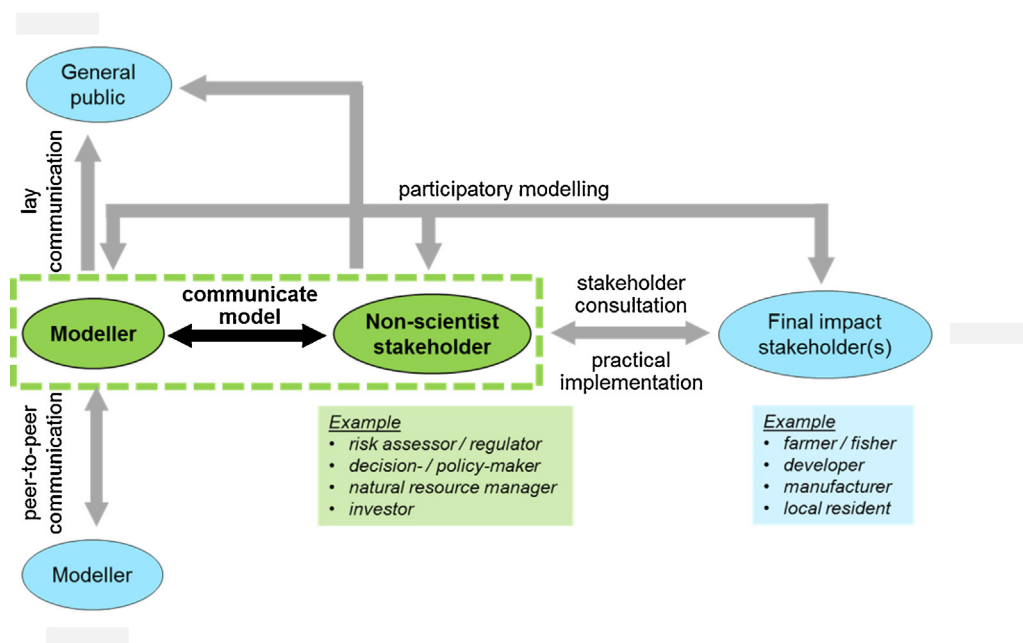 General
public
lay
communication
participatory modelling
communicate
model
Modeller
Non-scientist
stakeholder
stakeholder
consultation
practical
implementation
Final impact
stakeholder(s)
peer-to-peer
communication
Example
• risk assessor / regulator
• decision- / policy-maker
• natural resource manager
• investor
Example
• farmer / fisher
• developer
• manufacturer
• local resident
Modeller